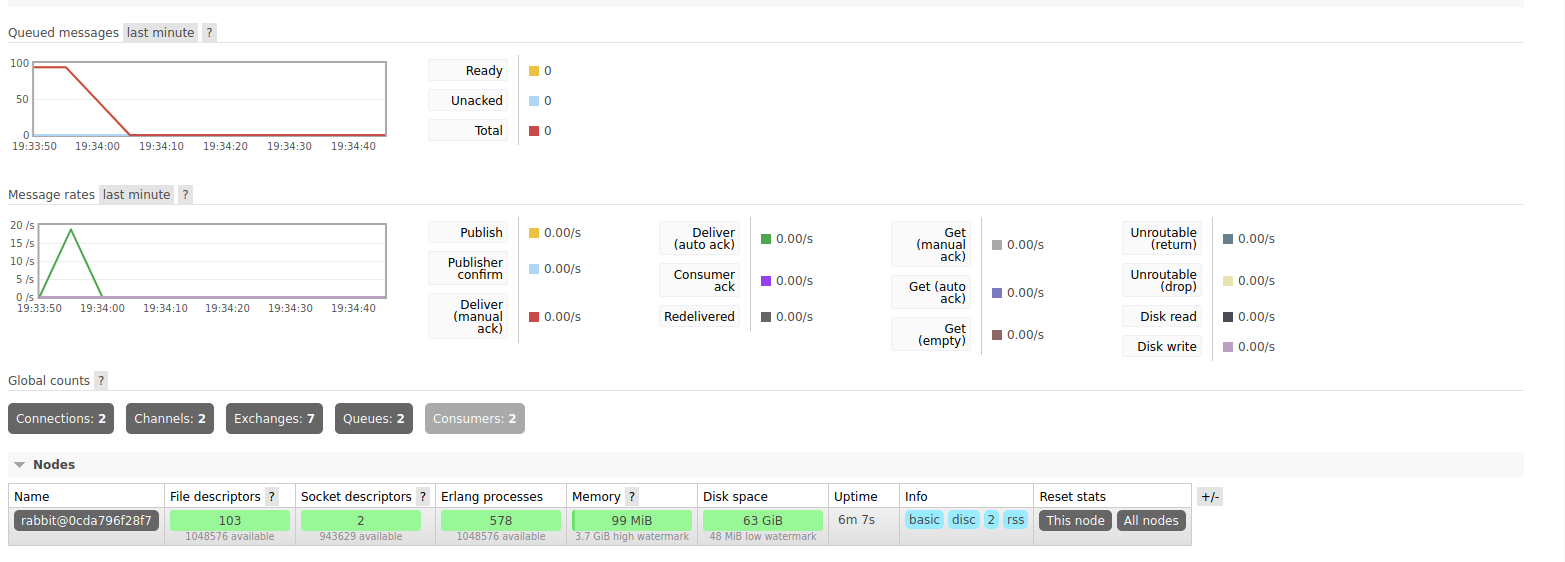 Queued messages last minute ?
100
50
0
19:33:50 19:34:00 19:34:10 19:34:20 19:34:30 19:34:40
Ready 0
Unacked 0
Total 0
Message rates last minute ?
20 /s
15 /s
10 /s
5 /s
0 /s
19:33:50 19:34:00 19:34:10 19:34:20 19:34:30 19:34:40
Publish 0.00/s
Publisher
confirm 0.00/s
Deliver
(manual
ack) 0.00/s
Deliver
(auto ack) 0.00/s
Consumer
ack 0.00/s
Redelivered 0.00/s
Get
(manual
ack) 0.00/s
Get (auto
ack) 0.00/s
Get
(empty) 0.00/s
Unroutable
(return) 0.00/s
Unroutable
(drop) 0.00/s
Disk read 0.00/s
Disk write 0.00/s
Global counts ?
Connections: 2 Channels: 2 Exchanges: 7 Queues: 2 Consumers: 2
Nodes
Name File descriptors ? Socket descriptors ? Erlang processes Memory ? Disk space Uptime Info Reset stats +/-
rabbit@0cda796f28f7 103 2 578 99 MiB 63 GiB 6m 7s basic disc 2 rss This node All nodes
1048576 available 943629 available 1048576 available 3.7 GiB high watermark 48 MiB low watermark